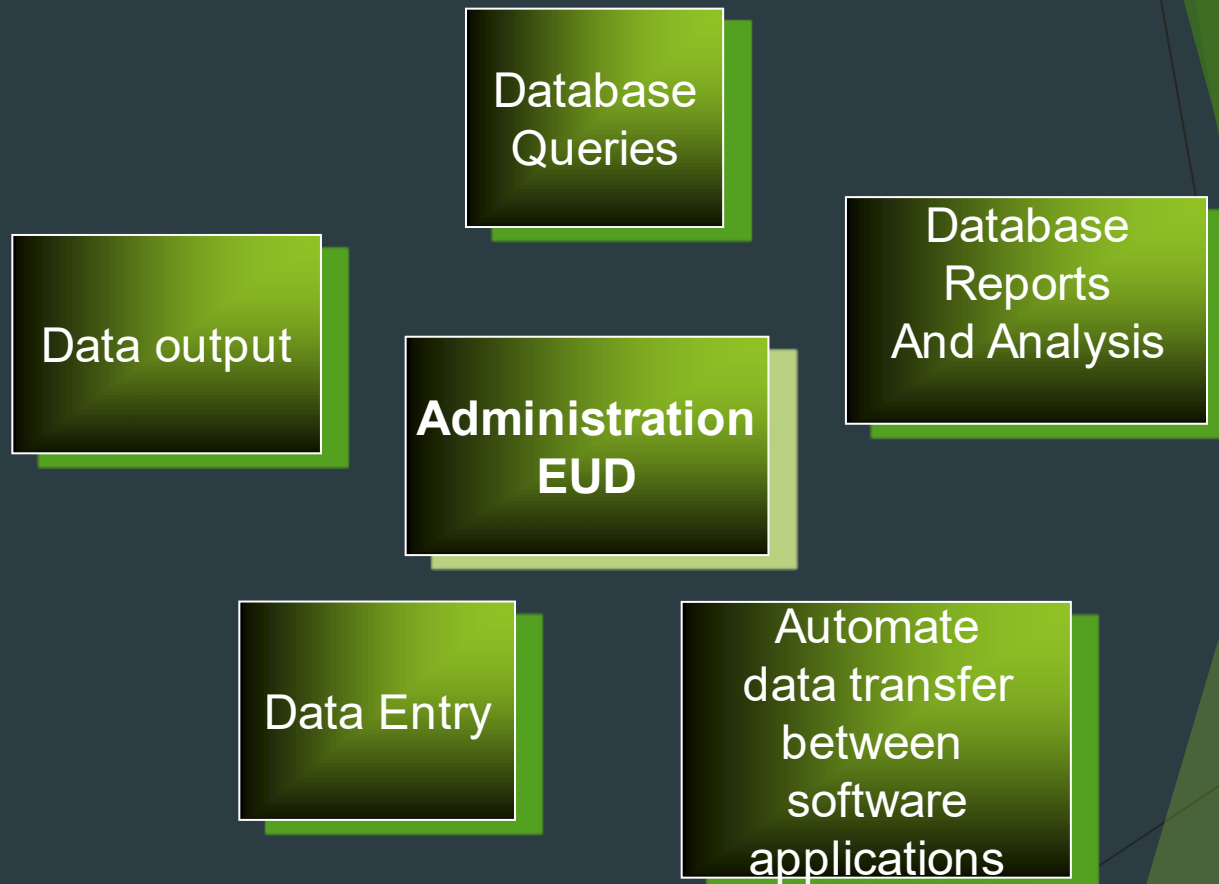 Database
Queries
Database
Reports
And Analysis
Data output
Administration
EUD
Data Entry
Automate
data transfer
between
software
applications